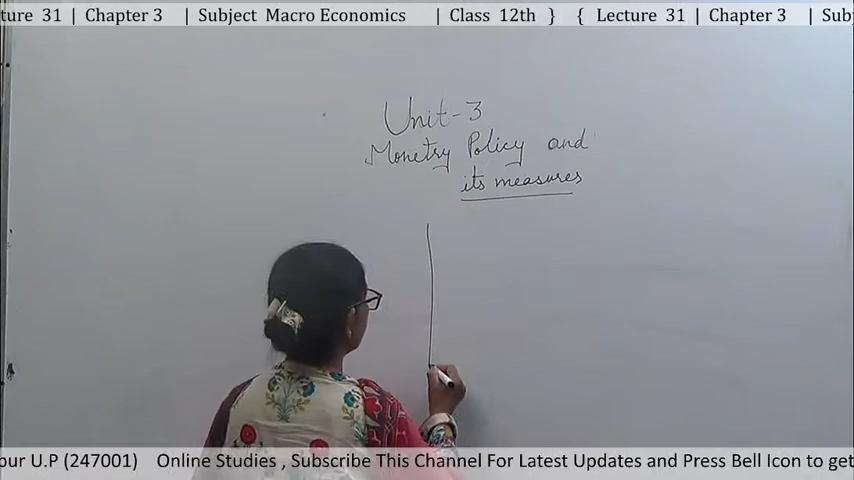 ture 31 | Chapter 3 | Subject Macro Economics | Class 12th } { Lecture 31 | Chapter 3 | Subj
Unit-3
Monetry Policy and
its measures
our U.P (247001) Online Studies , Subscribe This Channel For Latest Updates and Press Bell Icon to get